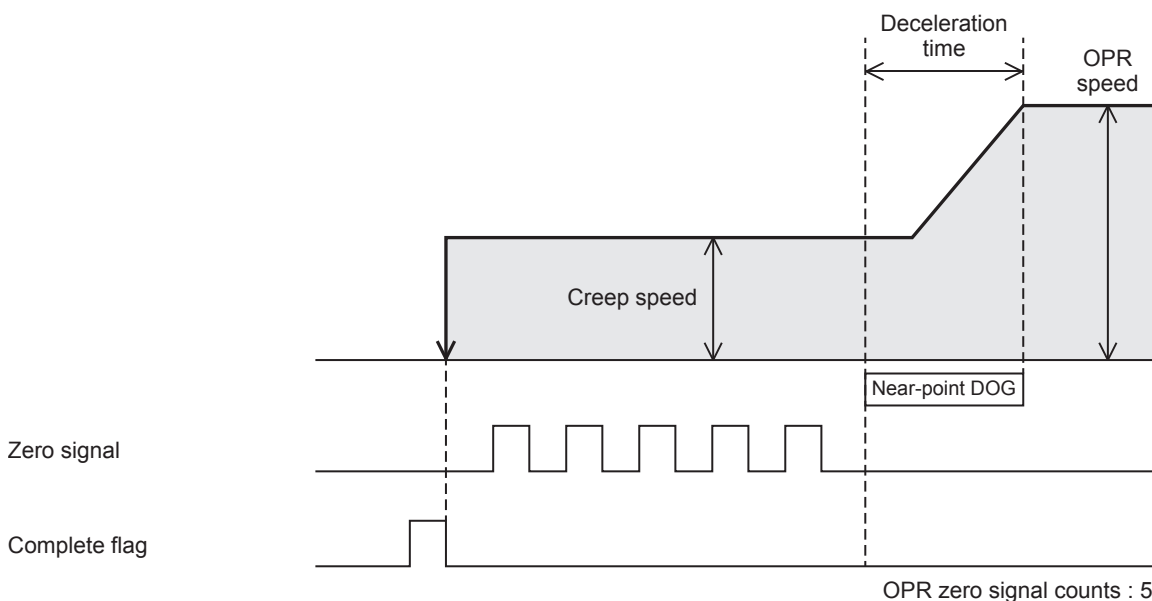 Deceleration
time
OPR
speed
Creep speed
Near-point DOG
Zero signal
Complete flag
OPR zero signal counts : 5